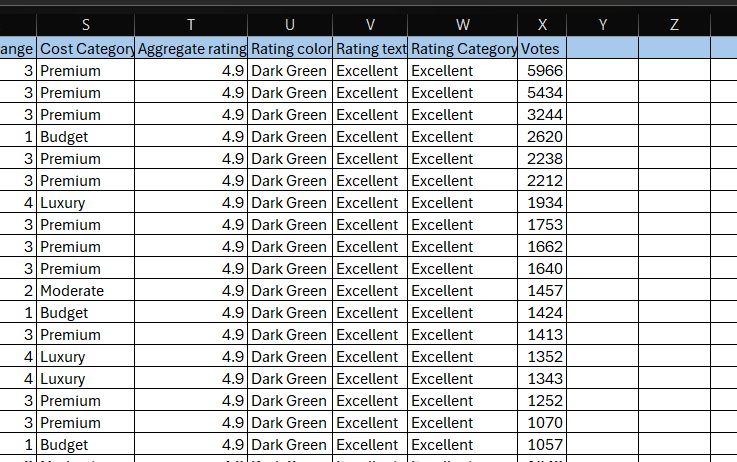 S T U V W X Y Z
ange Cost Category Aggregate rating Rating color Rating text Rating Category Votes
3 Premium 4.9 Dark Green Excellent Excellent 5966
3 Premium 4.9 Dark Green Excellent Excellent 5434
3 Premium 4.9 Dark Green Excellent Excellent 3244
1 Budget 4.9 Dark Green Excellent Excellent 2620
3 Premium 4.9 Dark Green Excellent Excellent 2238
3 Premium 4.9 Dark Green Excellent Excellent 2212
4 Luxury 4.9 Dark Green Excellent Excellent 1934
3 Premium 4.9 Dark Green Excellent Excellent 1753
3 Premium 4.9 Dark Green Excellent Excellent 1662
3 Premium 4.9 Dark Green Excellent Excellent 1640
2 Moderate 4.9 Dark Green Excellent Excellent 1457
1 Budget 4.9 Dark Green Excellent Excellent 1424
3 Premium 4.9 Dark Green Excellent Excellent 1413
4 Luxury 4.9 Dark Green Excellent Excellent 1352
4 Luxury 4.9 Dark Green Excellent Excellent 1343
3 Premium 4.9 Dark Green Excellent Excellent 1252
3 Premium 4.9 Dark Green Excellent Excellent 1070
1 Budget 4.9 Dark Green Excellent Excellent 1057